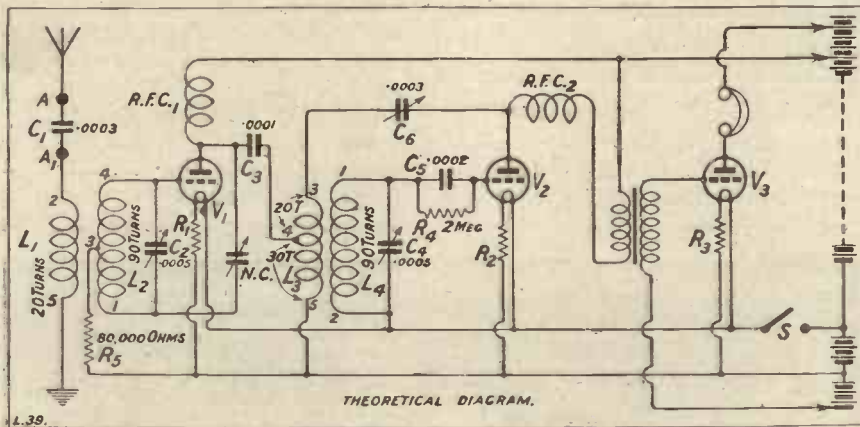 A
C1
.0003
A1
2
L1
20 TURNS
5
4
3
90 TURNS
L2
1
C2
.0005
80,000 OHMS
R5
R.F.C.1
V1
R1
N.C.
.0001
C3
20T
30T
3
4
L3
5
.0003
C6
1
90 TURNS
L4
2
C5
.0002
R4
2 MEG
C4
.0005
R.F.C.2
V2
R2
V3
R3
S
THEORETICAL DIAGRAM.
L.39.